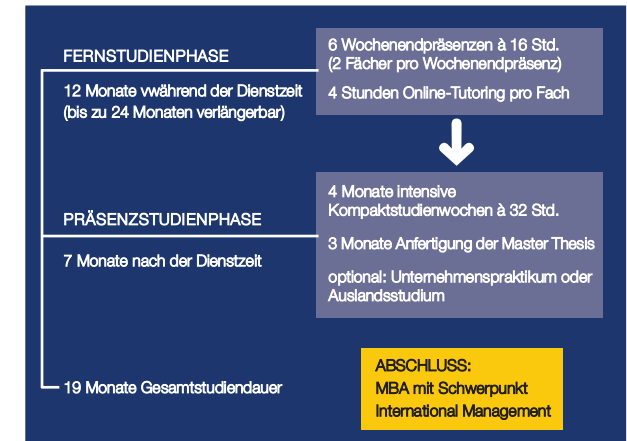 FERNSTUDIENPHASE
12 Monate vwährend der Dienstzeit
(bis zu 24 Monaten verlängerbar)
6 Wochenendpräsenzen à 16 Std.
(2 Fächer pro Wochenendpräsenz)
4 Stunden Online-Tutoring pro Fach
PRÄSENZSTUDIENPHASE
7 Monate nach der Dienstzeit
4 Monate intensive
Kompaktstudienwochen à 32 Std.
3 Monate Anfertigung der Master Thesis
optional: Unternehmenspraktikum oder
Auslandsstudium
19 Monate Gesamtstudiendauer
ABSCHLUSS:
MBA mit Schwerpunkt
International Management